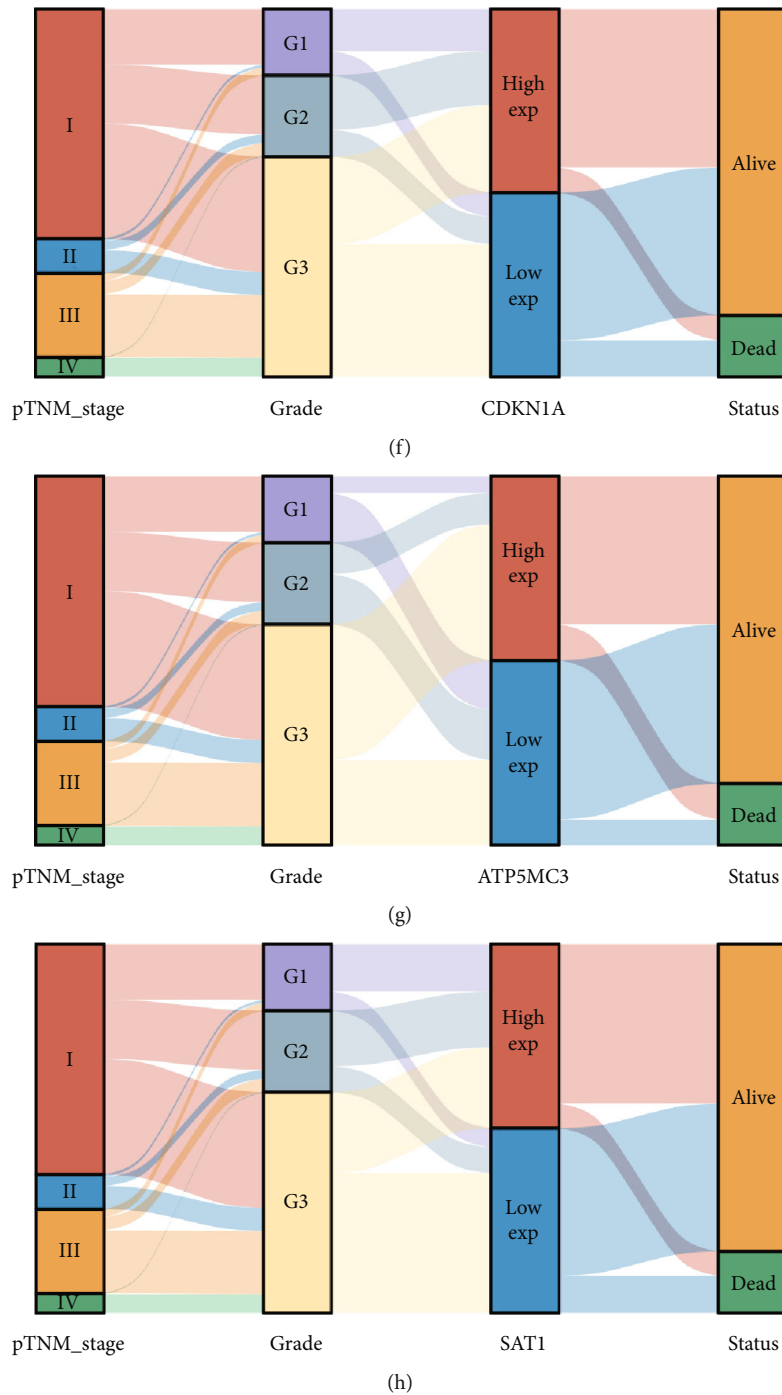 I
II
III
IV
G1
G2
G3
High
exp
Low
exp
Alive
Dead
pTNM_stage Grade CDKN1A Status
(f)
I
II
III
IV
G1
G2
G3
High
exp
Low
exp
Alive
Dead
pTNM_stage Grade ATP5MC3 Status
(g)
I
II
III
IV
G1
G2
G3
High
exp
Low
exp
Alive
Dead
pTNM_stage Grade SAT1 Status
(h)